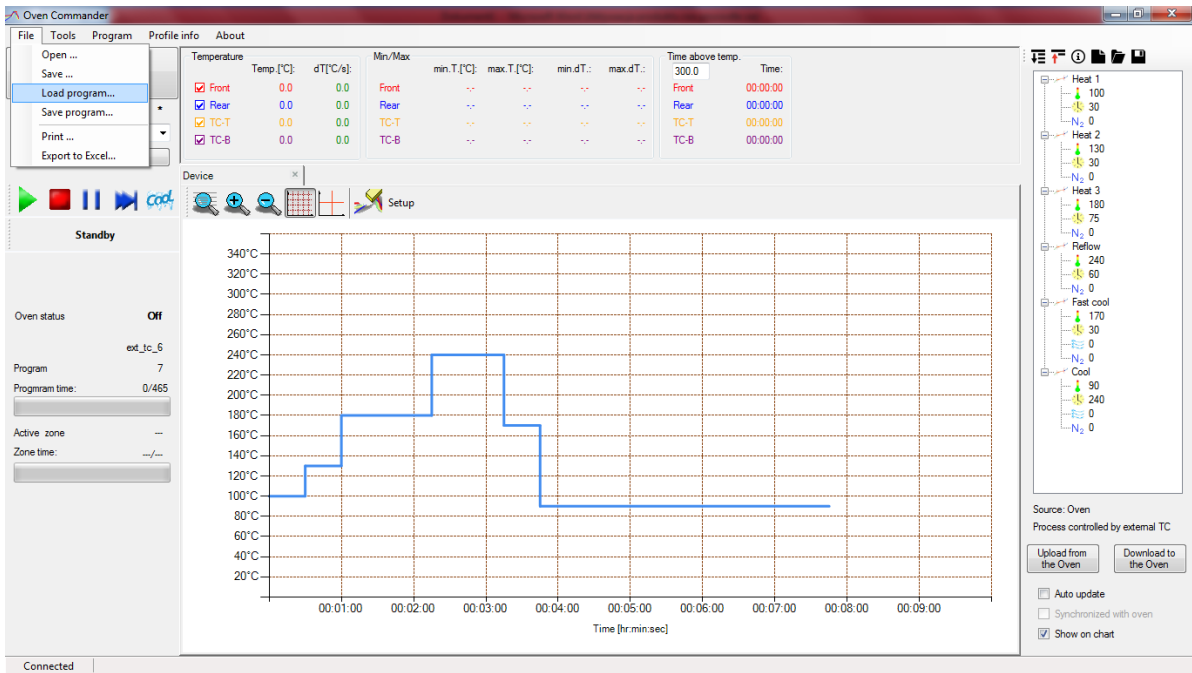 Oven Commander
File Tools Program Profile info About
Open ...
Save ...
Load program...
Save program...
Print ...
Export to Excel...
*
Temperature
Temp.[°C]: dT[°C/s]:
Front 0.0 0.0
Rear 0.0 0.0
TC-T 0.0 0.0
TC-B 0.0 0.0
Min/Max
min.T.[°C]: max.T.[°C]: min.dT.: max.dT.:
Front -.- -.- -.- -.-
Rear -.- -.- -.- -.-
TC-T -.- -.- -.- -.-
TC-B -.- -.- -.- -.-
Time above temp.
300.0 Time:
Front 00:00:00
Rear 00:00:00
TC-T 00:00:00
TC-B 00:00:00
cool
Standby
Oven status Off
ext_tc_6
Program 7
Progmram time: 0/465
Active zone ---
Zone time: ---/---
Device ×
Setup
340°C
320°C
300°C
280°C
260°C
240°C
220°C
200°C
180°C
160°C
140°C
120°C
100°C
80°C
60°C
40°C
20°C
00:01:00 00:02:00 00:03:00 00:04:00 00:05:00 00:06:00 00:07:00 00:08:00 00:09:00
Time [hr:min:sec]
Heat 1
100
30
N2 0
Heat 2
130
30
N2 0
Heat 3
180
75
N2 0
Reflow
240
60
N2 0
Fast cool
170
30
0
N2 0
Cool
90
240
0
N2 0
Source: Oven
Process controlled by external TC
Upload from
the Oven
Download to
the Oven
Auto update
Synchronized with oven
Show on chart
Connected